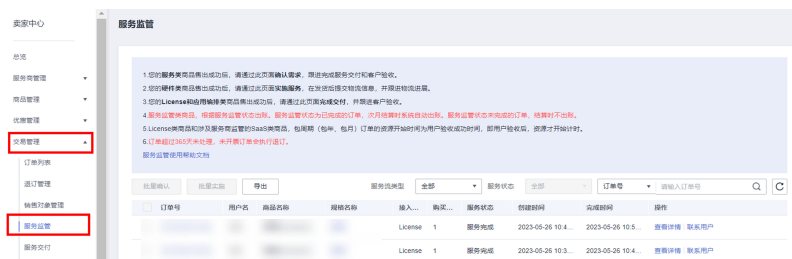 卖家中心
服务监管
总览
服务商管理
商品管理
优惠管理
交易管理
订单列表
退订管理
销售对象管理
服务监管
服务交付
1.您的服务类商品售出成功后，请通过此页面确认需求，跟进完成服务交付和客户验收。
2.您的硬件类商品售出成功后，请通过此页面实施服务，在发货后提交物流信息，并跟进物流进展。
3.您的License和应用编排类商品售出成功后，请通过此页面完成交付，并跟进客户验收。
4.服务监管类商品，根据服务监管状态出账。服务监管状态为已完成的订单，次月结算时系统自动出账。服务监管状态未完成的订单，结算时不出账。
5.License类商品和涉及服务商监管的SaaS类商品，包周期（包年、包月）订单的资源开始时间为用户验收成功时间，即用户验收后，资源才开始计时。
6.订单超过365天未处理，未开票订单会执行退订。
服务监管使用帮助文档
批量确认 批量实施 导出 服务流类型 全部 服务状态 全部 订单号 请输入订单号
订单号 用户名 商品名称 规格名称 接入... 购买... 服务状态 创建时间 完成时间 操作
License 1 服务完成 2023-05-26 10:4... 2023-05-26 10:5... 查看详情 联系用户
License 1 服务完成 2023-05-26 10:3... 2023-05-26 10:4... 查看详情 联系用户